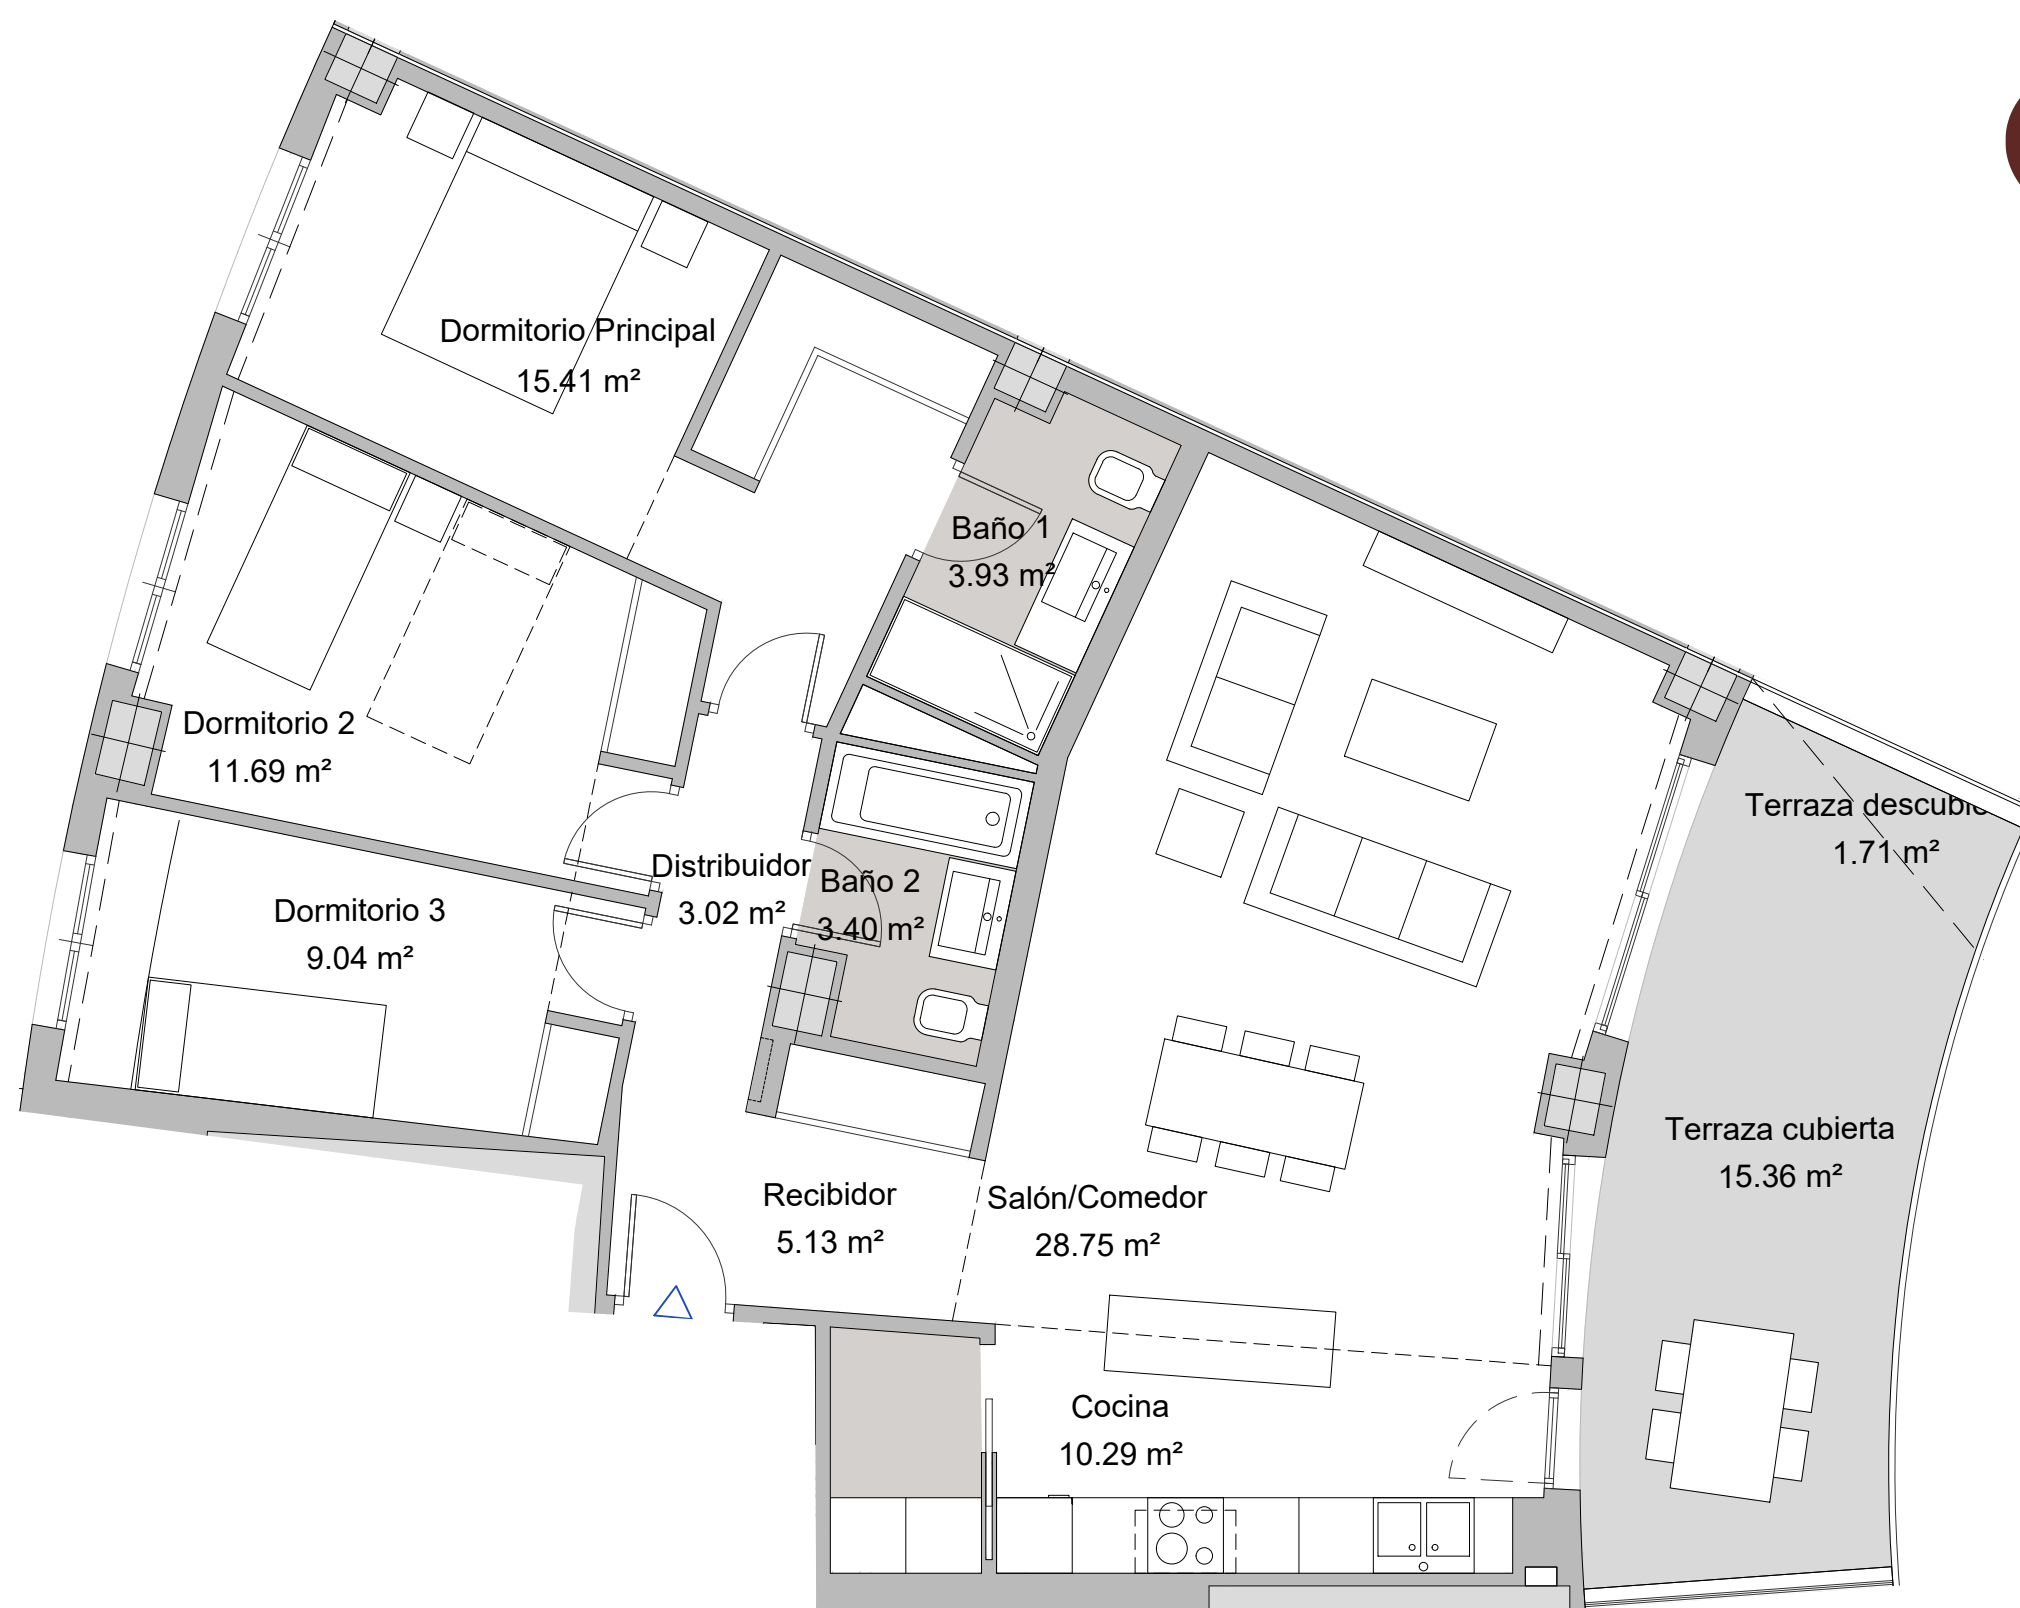 Dormitorio Principal
15.41 m²
Baño 1
3.93 m²
Dormitorio 2
11.69 m²
Terraza descubie
1.71 m²
Distribuidor
3.02 m²
Baño 2
3.40 m²
Dormitorio 3
9.04 m²
Terraza cubierta
15.36 m²
Recibidor
5.13 m²
Salón/Comedor
28.75 m²
Cocina
10.29 m²